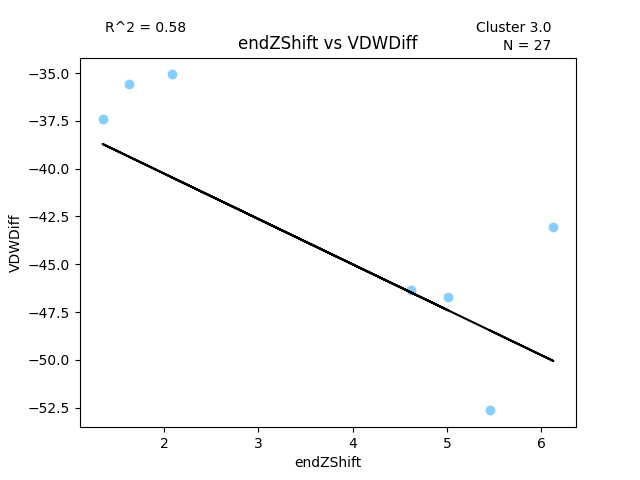 R^2 = 0.58
Cluster 3.0
N = 27
endZShift vs VDWDiff
−35.0
−37.5
−40.0
−42.5
−45.0
−47.5
−50.0
−52.5
VDWDiff
2 3 4 5 6
endZShift